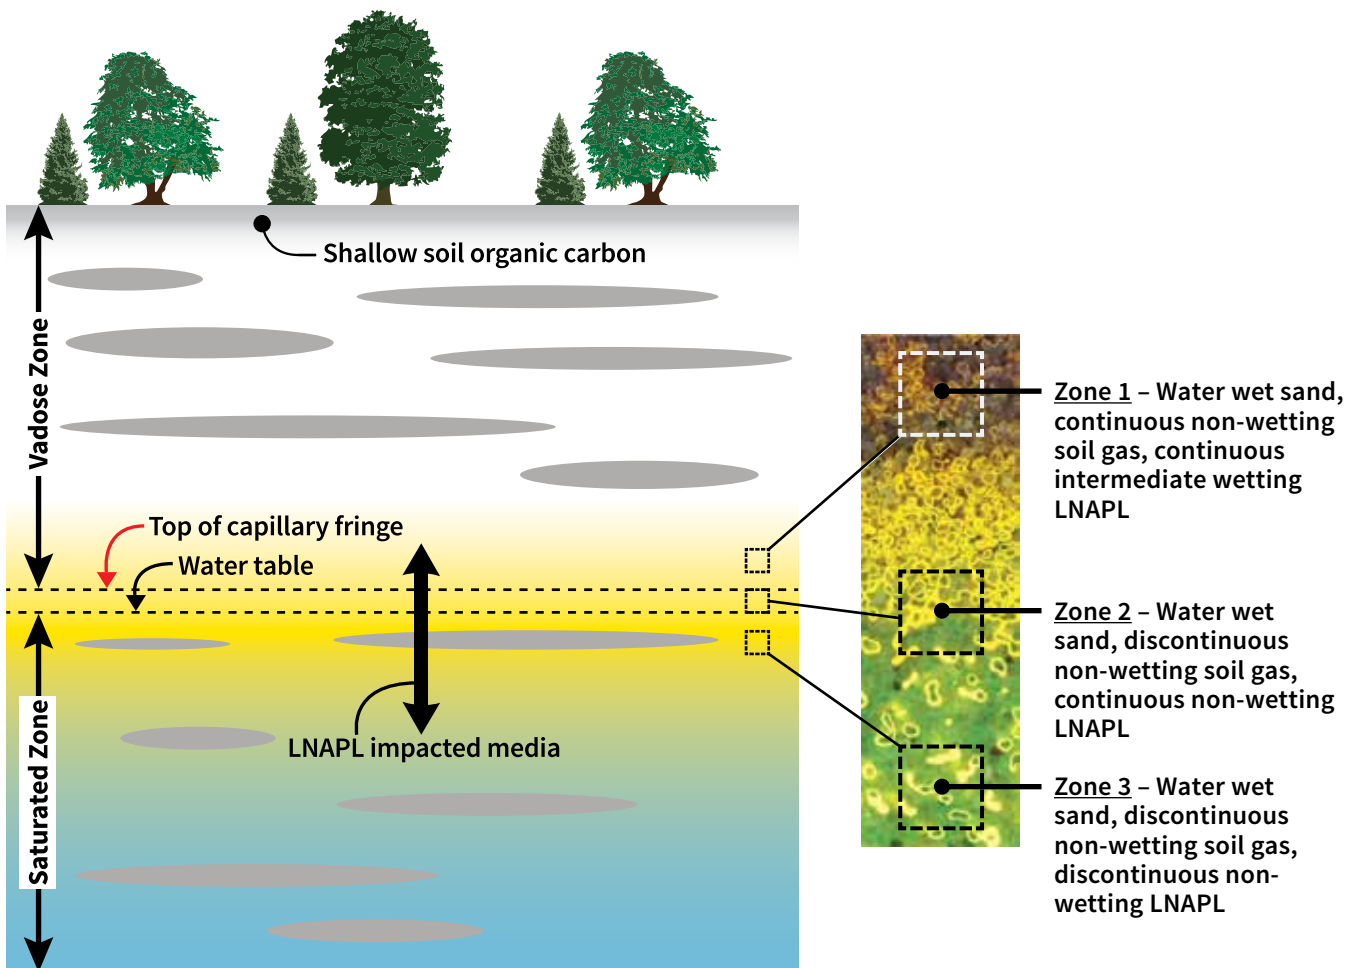 Shallow soil organic carbon
Vadose Zone
Top of capillary fringe
Water table
LNAPL impacted media
Saturated Zone
Zone 1 – Water wet sand,
continuous non-wetting
soil gas, continuous
intermediate wetting
LNAPL
Zone 2 – Water wet
sand, discontinuous
non-wetting soil gas,
continuous non-wetting
LNAPL
Zone 3 – Water wet
sand, discontinuous
non-wetting soil gas,
discontinuous non-
wetting LNAPL